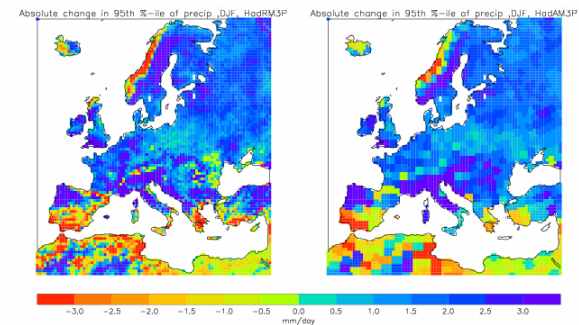 Absolute change in 95th %-ile of precip ,DJF, HadRM3P
Absolute change in 95th %-ile of precip ,DJF, HadAM3P
-3.0 -2.5 -2.0 -1.5 -1.0 -0.5 0.0 0.5 1.0 1.5 2.0 2.5 3.0
mm/day